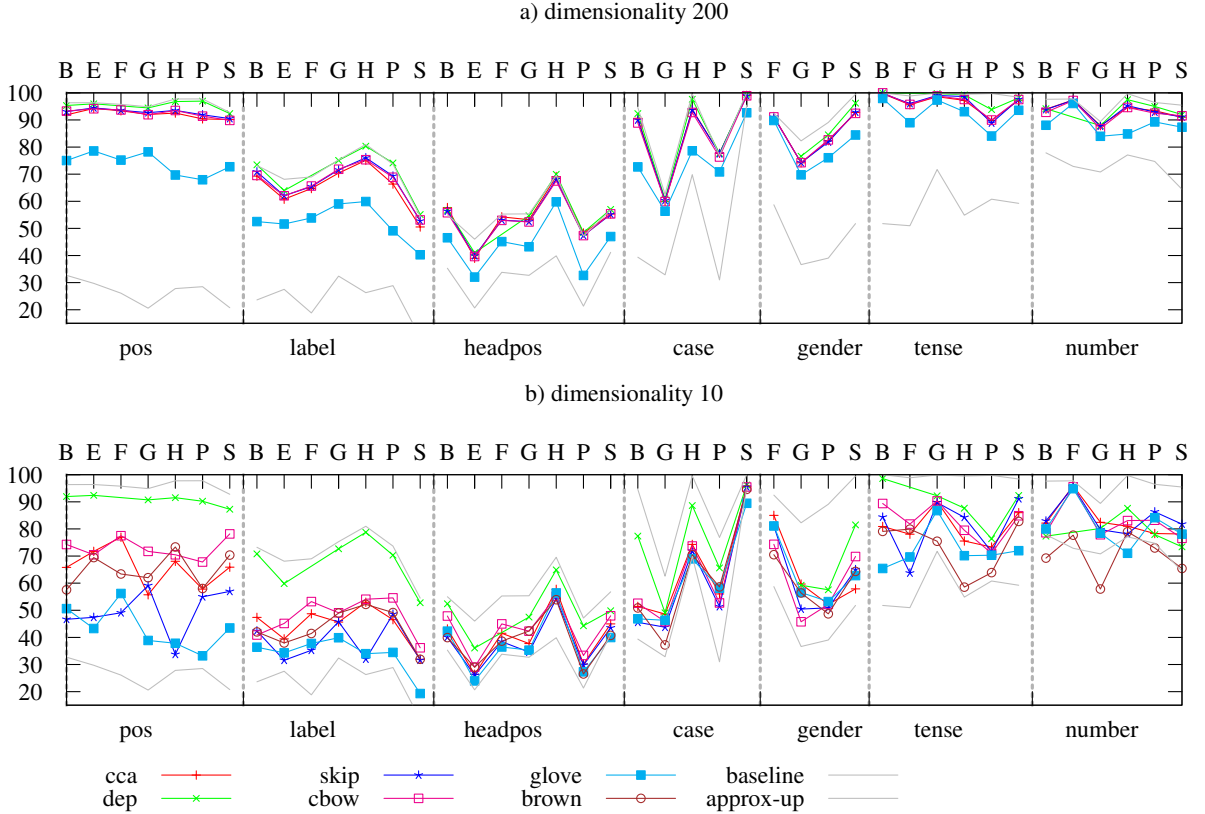 a) dimensionality 200
B E F G H P S B E F G H P S B E F G H P S B G H P S F G P S B F G H P S B F G H P S
100
90
80
70
60
50
40
30
20
pos label headpos case gender tense number
b) dimensionality 10
B E F G H P S B E F G H P S B E F G H P S B G H P S F G P S B F G H P S B F G H P S
100
90
80
70
60
50
40
30
20
pos label headpos case gender tense number
cca skip glove baseline
dep cbow brown approx-up